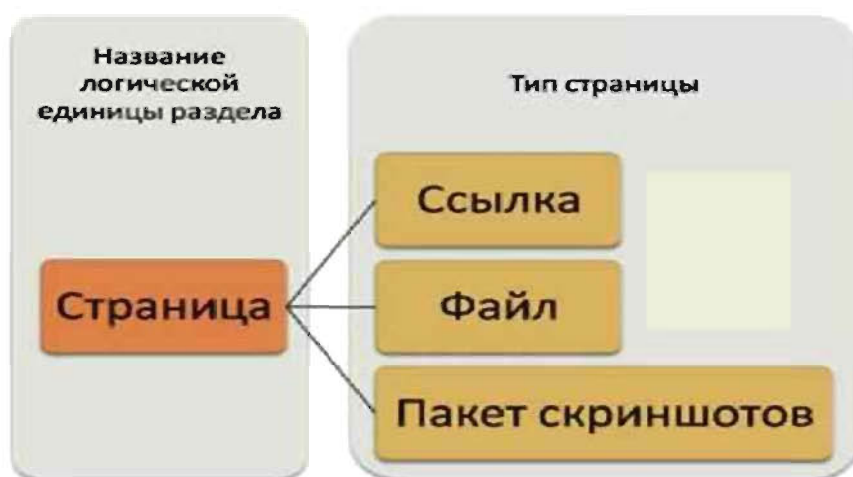 Название
логической
единицы раздела
Тип страницы
Ссылка
Страница
Файл
Пакет скриншотов